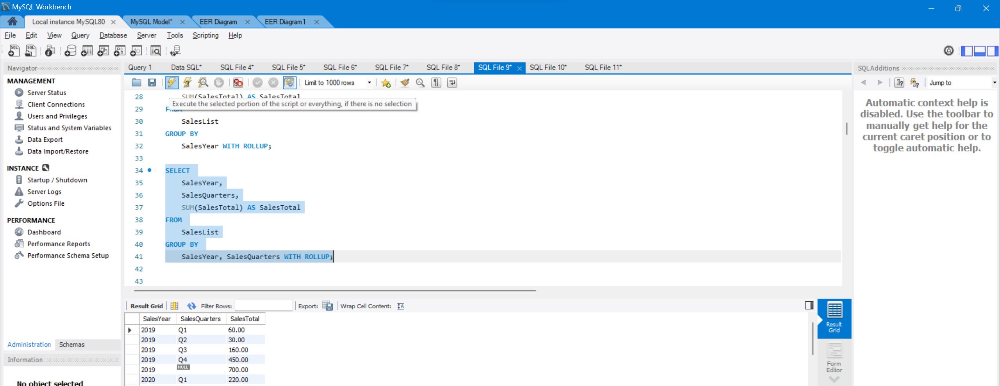 MySQL Workbench
Local instance MySQL80 MySQL Model* EER Diagram EER Diagram1
File Edit View Query Database Server Tools Scripting Help
Navigator
MANAGEMENT
Server Status
Client Connections
Users and Privileges
Status and System Variables
Data Export
Data Import/Restore
INSTANCE
Startup / Shutdown
Server Logs
Options File
PERFORMANCE
Dashboard
Performance Reports
Performance Schema Setup
Administration Schemas
Information
No object selected
Query 1 Data SQL* SQL File 4* SQL File 5* SQL File 6* SQL File 7* SQL File 8* SQL File 9* SQL File 10* SQL File 11*
Limit to 1000 rows
28 SUM(SalesTotal) AS SalesTotal
Execute the selected portion of the script or everything, if there is no selection
29 FROM
30 SalesList
31 GROUP BY
32 SalesYear WITH ROLLUP;
33
34 SELECT
35 SalesYear,
36 SalesQuarters,
37 SUM(SalesTotal) AS SalesTotal
38 FROM
39 SalesList
40 GROUP BY
41 SalesYear, SalesQuarters WITH ROLLUP;
42
43
Result Grid Filter Rows: Export: Wrap Cell Content:
SalesYear SalesQuarters SalesTotal
2019 Q1 60.00
2019 Q2 30.00
2019 Q3 160.00
2019 Q4 450.00
2019 NULL 700.00
2020 Q1 220.00
Result
Grid
Form
Editor
SQLAdditions
Jump to
Automatic context help is
disabled. Use the toolbar to
manually get help for the
current caret position or to
toggle automatic help.